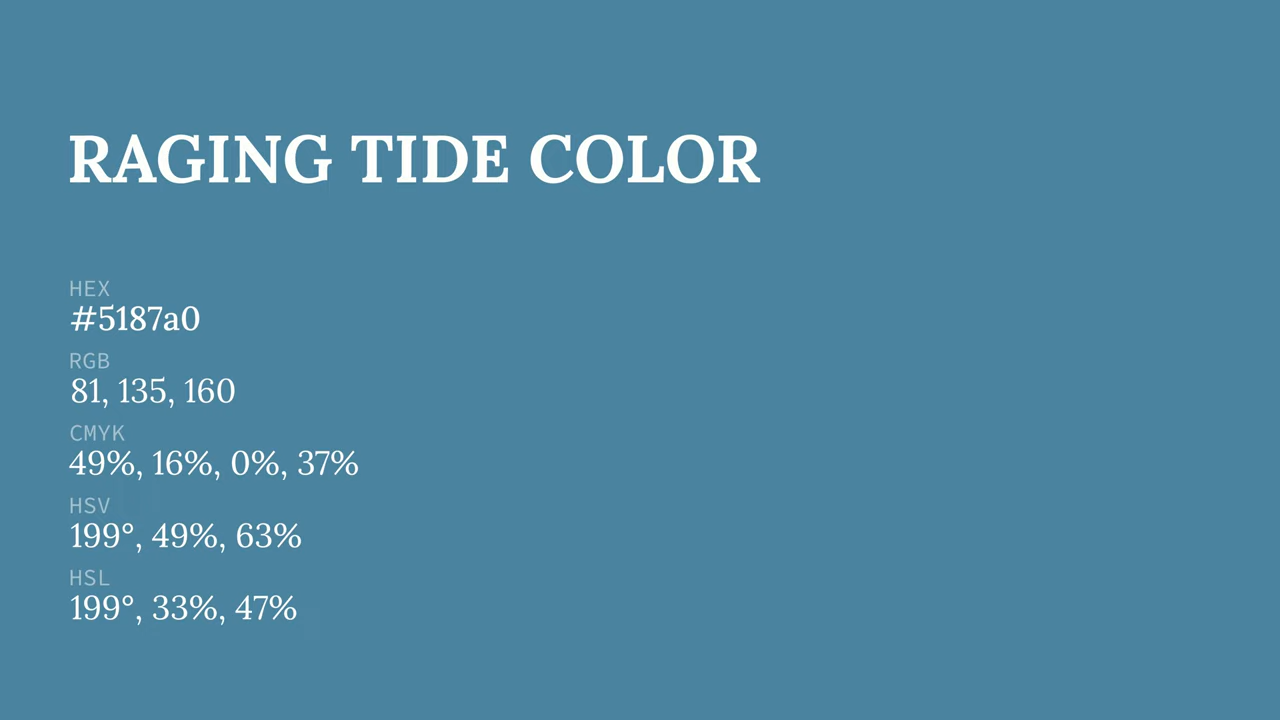 RAGING TIDE COLOR
HEX
#5187a0
RGB
81, 135, 160
CMYK
49%, 16%, 0%, 37%
HSV
199°, 49%, 63%
HSL
199°, 33%, 47%